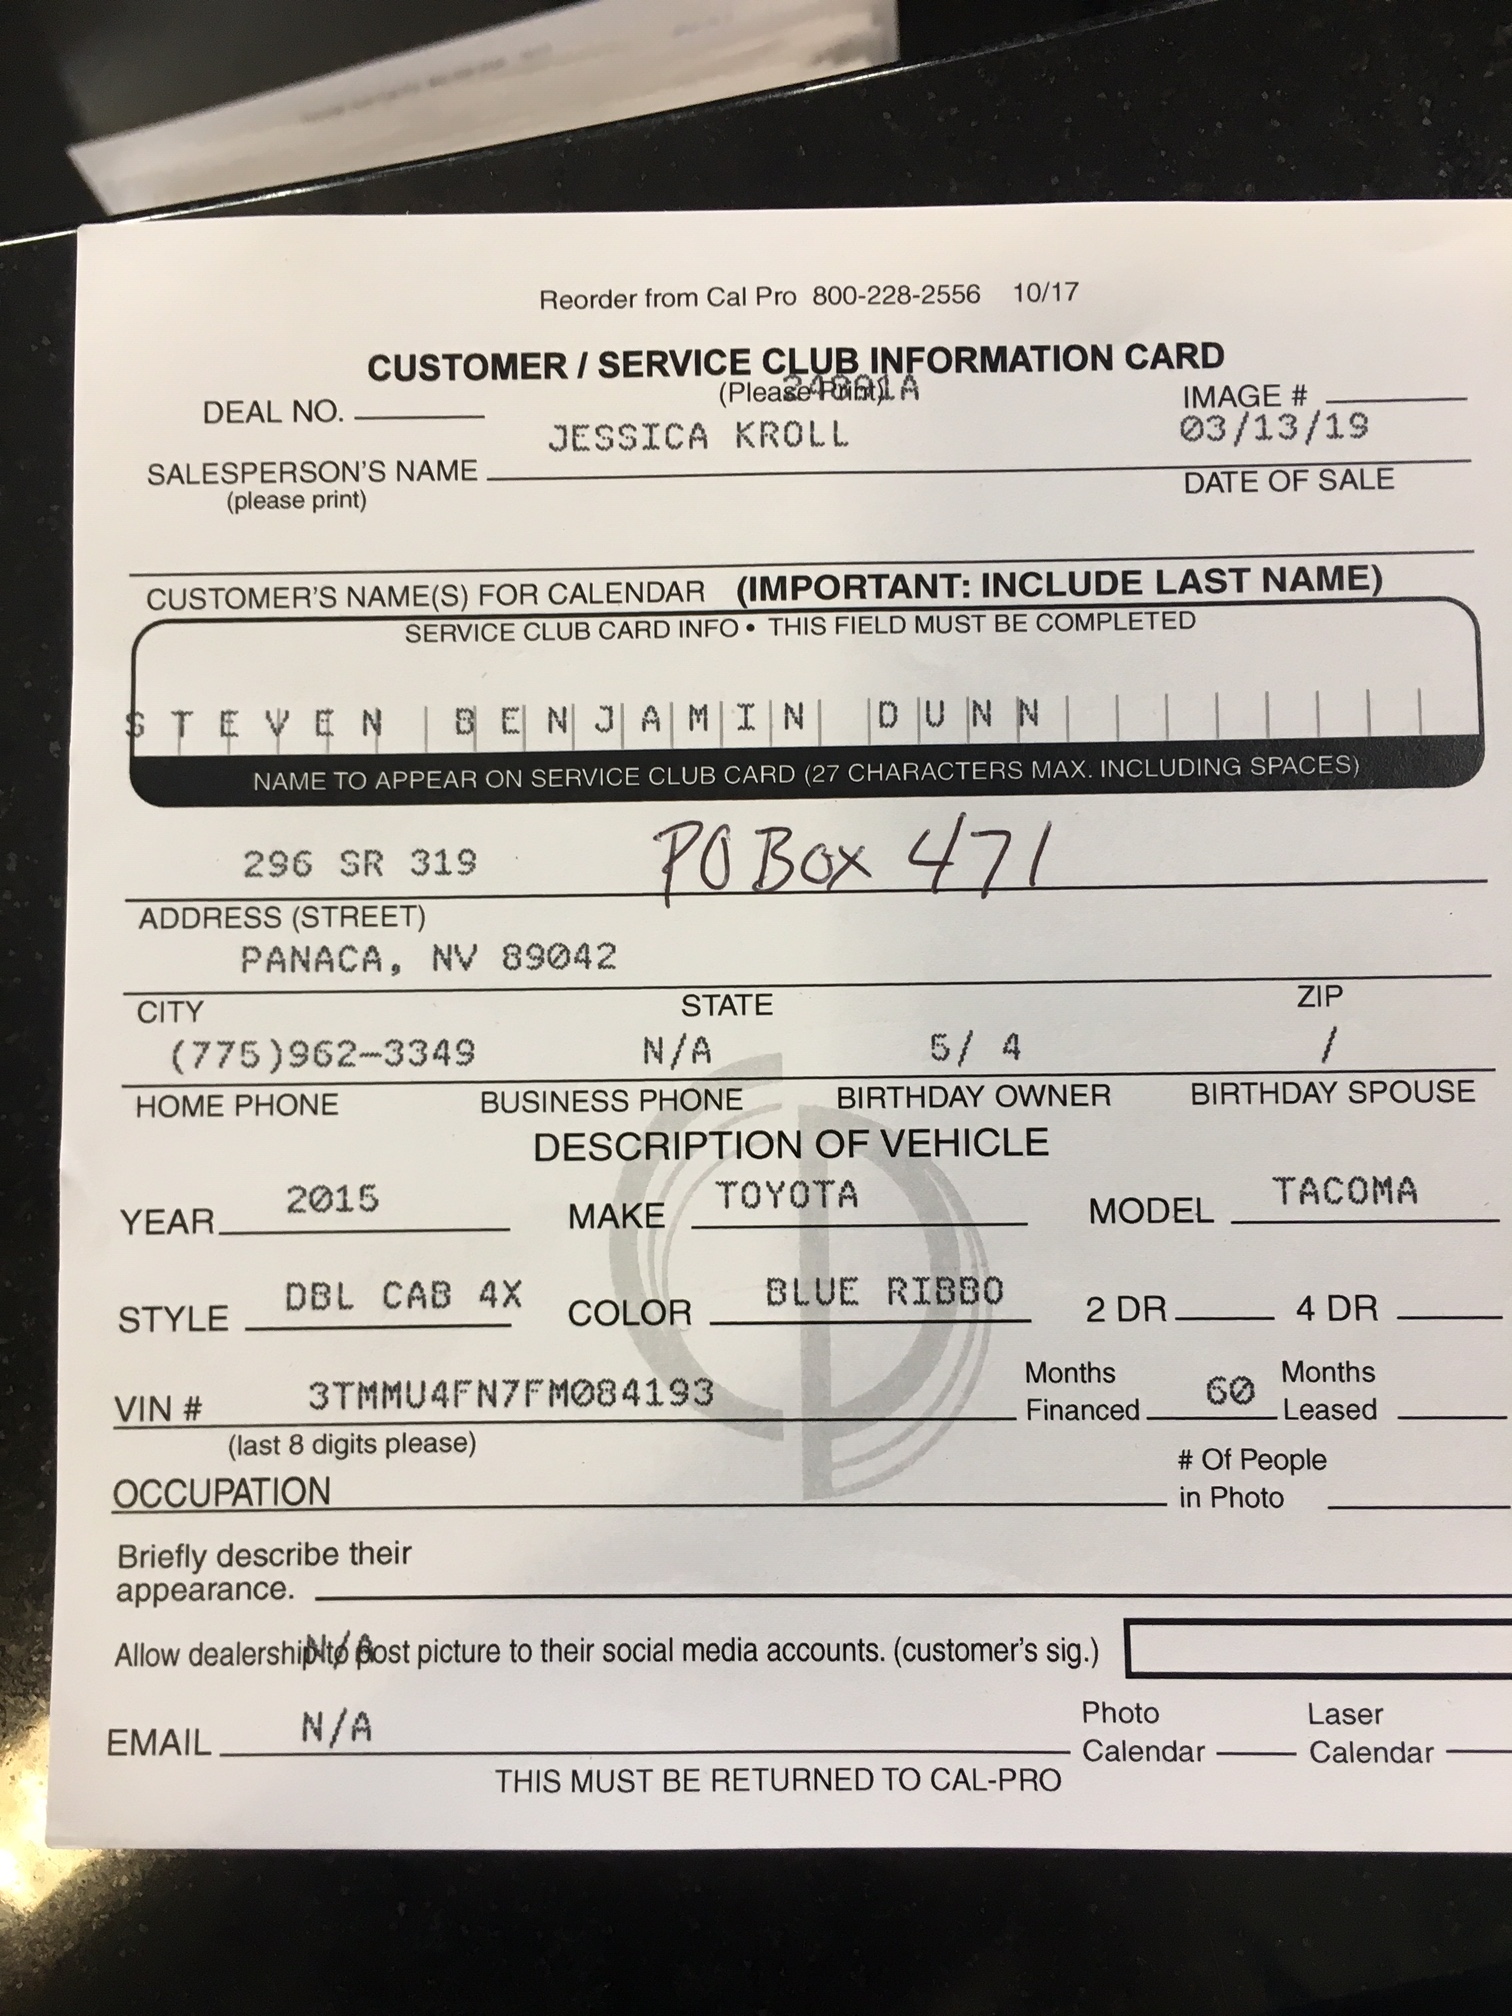 Reorder from Cal Pro 800-228-2556 10/17
CUSTOMER / SERVICE CLUB INFORMATION CARD
(Please Print)
DEAL NO. IMAGE #
JESSICA KROLL 03/13/19
SALESPERSON'S NAME DATE OF SALE
(please print)
CUSTOMER'S NAME(S) FOR CALENDAR (IMPORTANT: INCLUDE LAST NAME)
SERVICE CLUB CARD INFO • THIS FIELD MUST BE COMPLETED
STEVEN BENJAMIN DUNN
NAME TO APPEAR ON SERVICE CLUB CARD (27 CHARACTERS MAX. INCLUDING SPACES)
296 SR 319 PO Box 471
ADDRESS (STREET)
PANACA, NV 89042
CITY STATE ZIP
(775)962-3349 N/A 5/ 4 /
HOME PHONE BUSINESS PHONE BIRTHDAY OWNER BIRTHDAY SPOUSE
DESCRIPTION OF VEHICLE
YEAR 2015 MAKE TOYOTA MODEL TACOMA
STYLE DBL CAB 4X COLOR BLUE RIBBO 2 DR 4 DR
VIN # 3TMMU4FN7FM084193 Months Financed 60 Months Leased
(last 8 digits please)
OCCUPATION # Of People in Photo
Briefly describe their
appearance.
N/A
Allow dealership to post picture to their social media accounts. (customer's sig.)
EMAIL N/A Photo Calendar Laser Calendar
THIS MUST BE RETURNED TO CAL-PRO